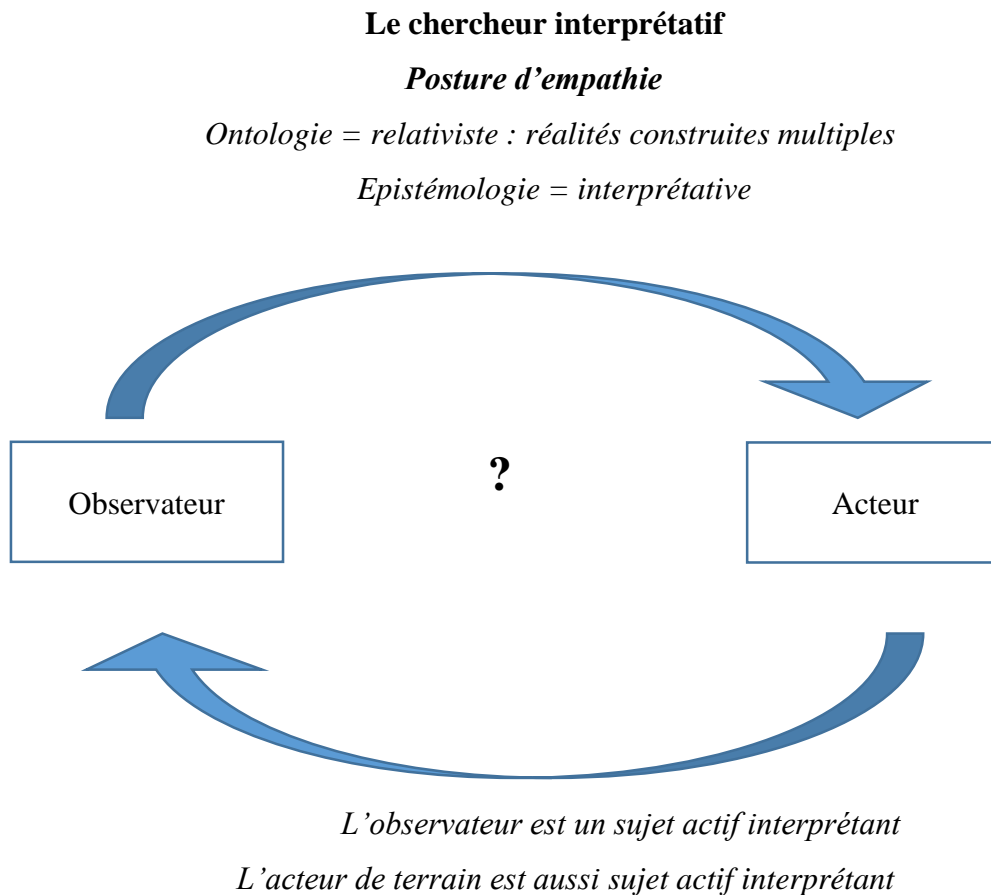 Le chercheur interprétatif
Posture d’empathie
Ontologie = relativiste : réalités construites multiples
Epistémologie = interprétative
Observateur
?
Acteur
L’observateur est un sujet actif interprétant
L’acteur de terrain est aussi sujet actif interprétant